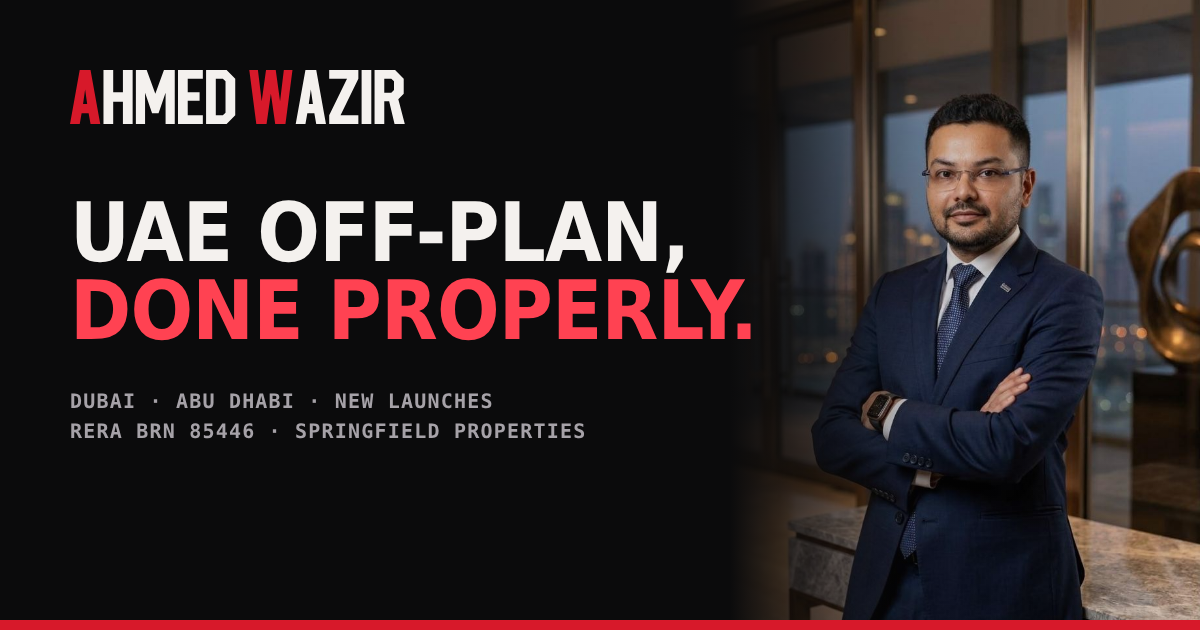 AHMED WAZIR
UAE OFF-PLAN,
DONE PROPERLY.
DUBAI · ABU DHABI · NEW LAUNCHES
RERA BRN 85446 · SPRINGFIELD PROPERTIES